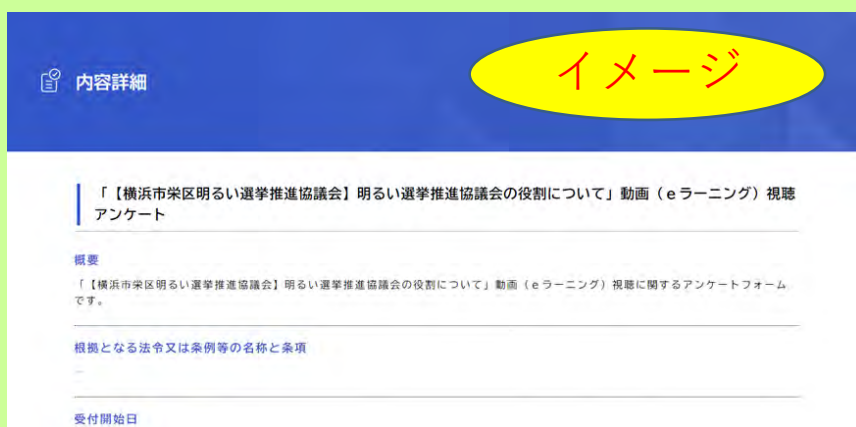 内容詳細
イメージ
「【横浜市栄区明るい選挙推進協議会】明るい選挙推進協議会の役割について」動画(eラーニング)視聴
アンケート
概要
「【横浜市栄区明るい選挙推進協議会】明るい選挙推進協議会の役割について」動画(eラーニング)視聴に関するアンケートフォーム
です。
根拠となる法令又は条例等の名称と条項
—
受付開始日